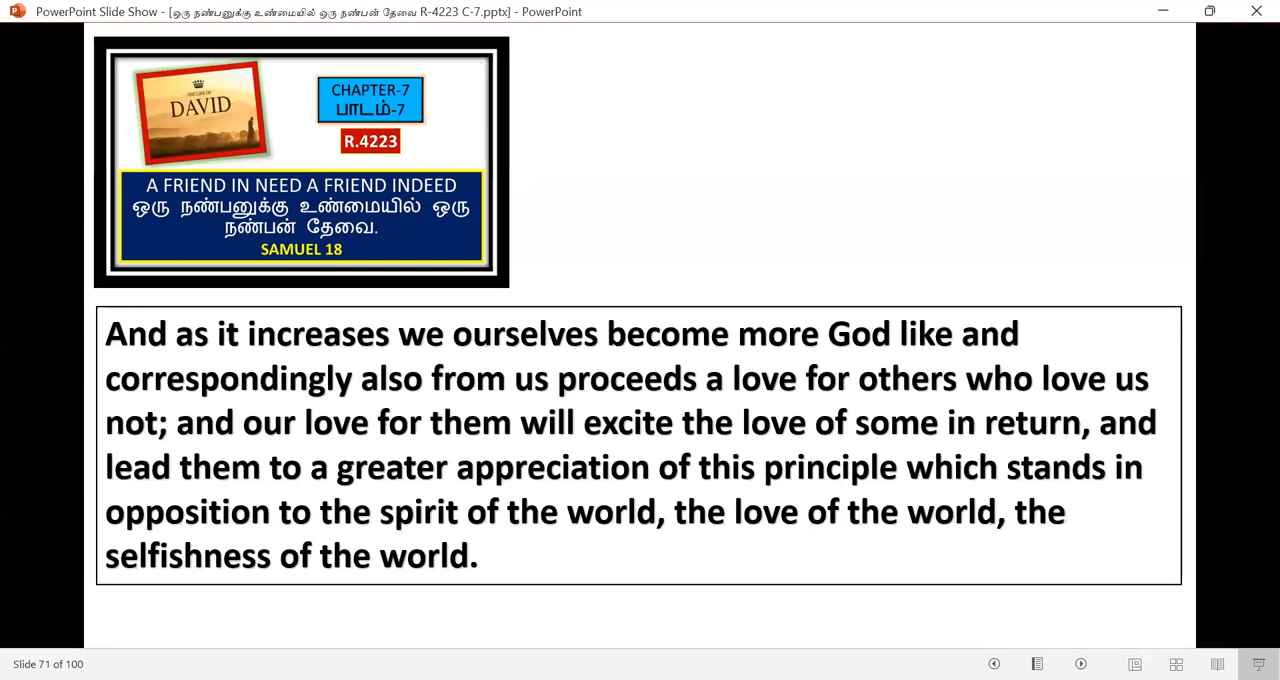 PowerPoint Slide Show - [ஒரு நண்பனுக்கு உண்மையில் ஒரு நண்பன் தேவை R-4223 C-7.pptx] - PowerPoint
THE LIFE OF
DAVID
CHAPTER-7
பாடம்-7
R.4223
A FRIEND IN NEED A FRIEND INDEED
ஒரு நண்பனுக்கு உண்மையில் ஒரு
நண்பன் தேவை.
SAMUEL 18
And as it increases we ourselves become more God like and
correspondingly also from us proceeds a love for others who love us
not; and our love for them will excite the love of some in return, and
lead them to a greater appreciation of this principle which stands in
opposition to the spirit of the world, the love of the world, the
selfishness of the world.
Slide 71 of 100